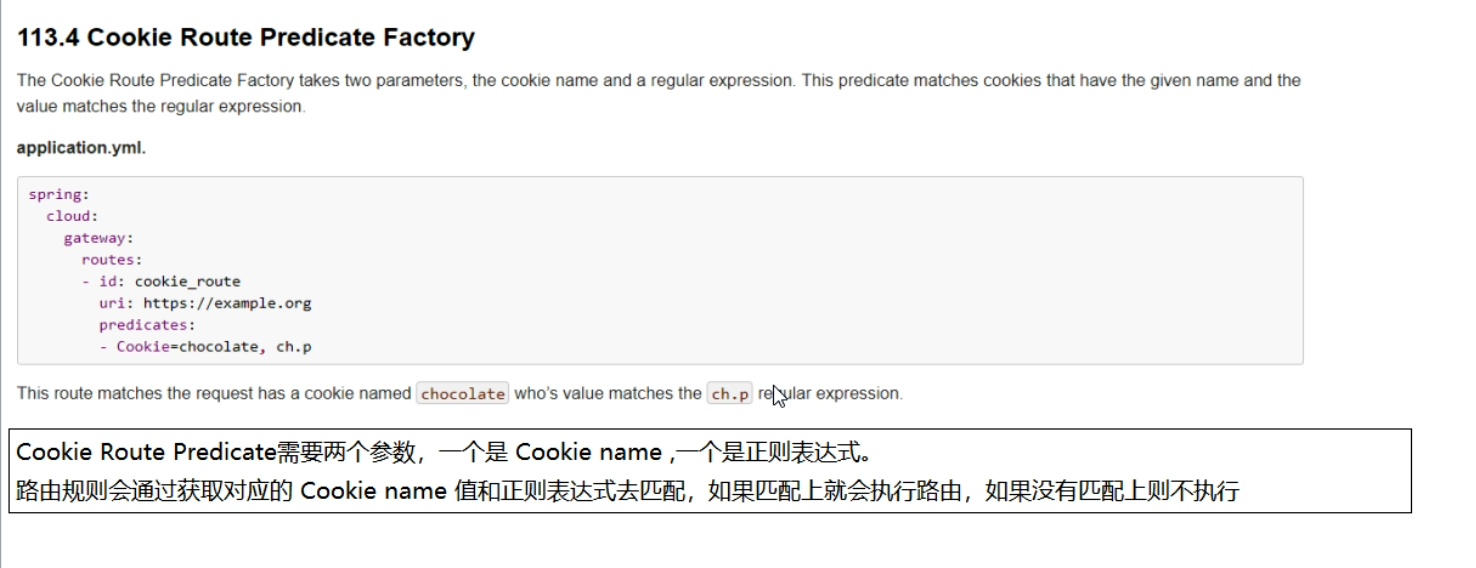 113.4 Cookie Route Predicate Factory
The Cookie Route Predicate Factory takes two parameters, the cookie name and a regular expression. This predicate matches cookies that have the given name and the
value matches the regular expression.
application.yml.
spring:
  cloud:
    gateway:
      routes:
      - id: cookie_route
        uri: https://example.org
        predicates:
        - Cookie=chocolate, ch.p
This route matches the request has a cookie named chocolate who's value matches the ch.p regular expression.
Cookie Route Predicate需要两个参数，一个是 Cookie name ,一个是正则表达式。
路由规则会通过获取对应的 Cookie name 值和正则表达式去匹配，如果匹配上就会执行路由，如果没有匹配上则不执行